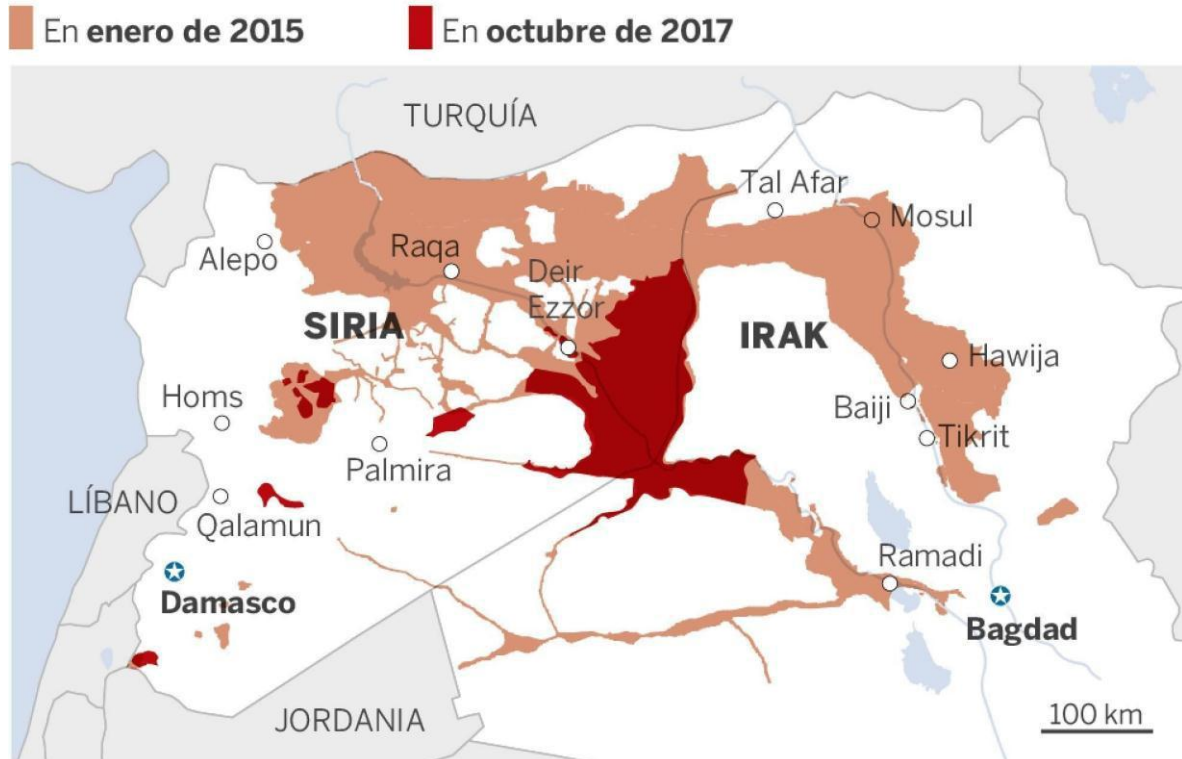 En enero de 2015
En octubre de 2017
TURQUÍA
Tal Afar
Mosul
Alepo
Raqa
Deir
Ezzor
SIRIA
IRAK
Hawija
Homs
Baiji
Tikrit
Palmira
LÍBANO
Qalamun
Ramadi
Damasco
Bagdad
JORDANIA
100 km